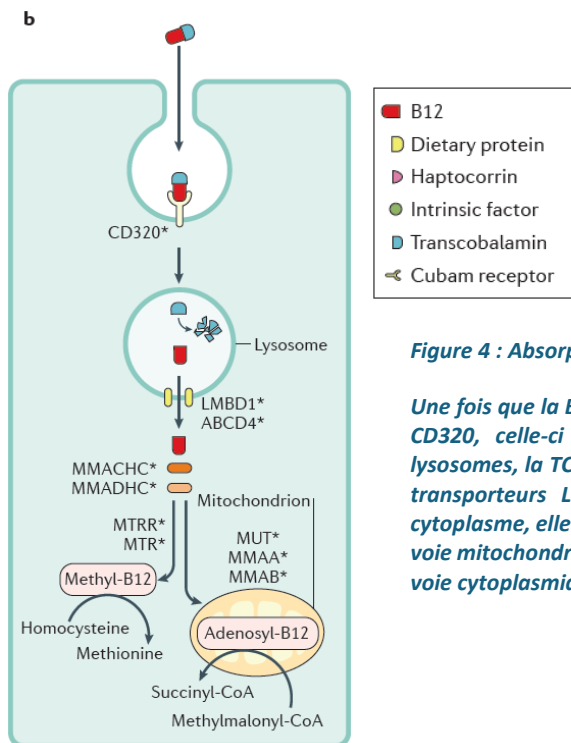 b
CD320*
Lysosome
LMBD1*
ABCD4*
MMACHC*
MMADHC*
Mitochondrion
MTRR*
MTR*
MUT*
MMAA*
MMAB*
Methyl-B12
Adenosyl-B12
Homocysteine
Methionine
Succinyl-CoA
Methylmalonyl-CoA
B12
Dietary protein
Haptocorrin
Intrinsic factor
Transcobalamin
Cubam receptor
Figure 4 : Absorp
Une fois que la
CD320, celle-ci
lysosomes, la TC
transporteurs L
cytoplasme, elle
voie mitochondr
voie cytoplasmi